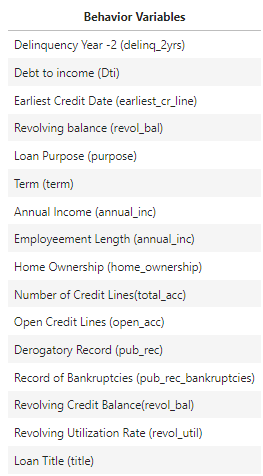 Behavior Variables
Delinquency Year -2 (delinq_2yrs)
Debt to income (Dti)
Earliest Credit Date (earliest_cr_line)
Revolving balance (revol_bal)
Loan Purpose (purpose)
Term (term)
Annual Income (annual_inc)
Employeement Length (annual_inc)
Home Ownership (home_ownership)
Number of Credit Lines(total_acc)
Open Credit Lines (open_acc)
Derogatory Record (pub_rec)
Record of Bankruptcies (pub_rec_bankruptcies)
Revolving Credit Balance(revol_bal)
Revolving Utilization Rate (revol_util)
Loan Title (title)